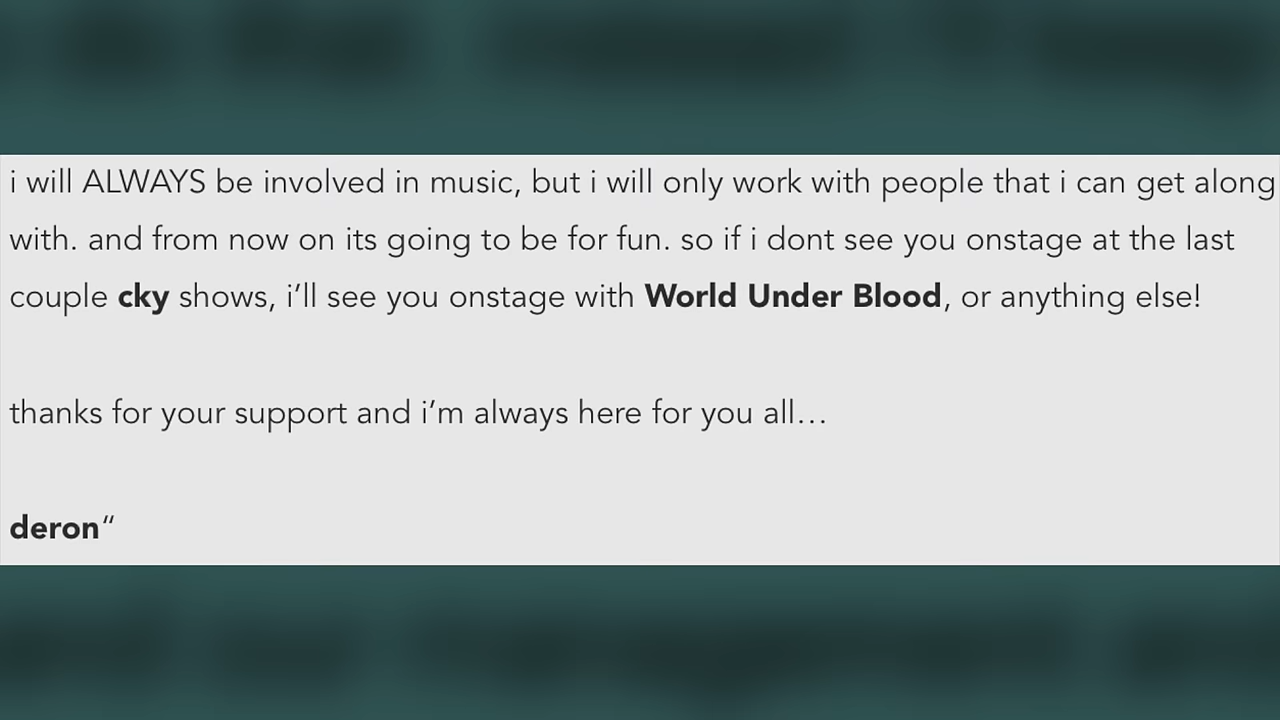 i will ALWAYS be involved in music, but i will only work with people that i can get along
with. and from now on its going to be for fun. so if i dont see you onstage at the last
couple cky shows, i’ll see you onstage with World Under Blood, or anything else!
thanks for your support and i’m always here for you all…
deron“